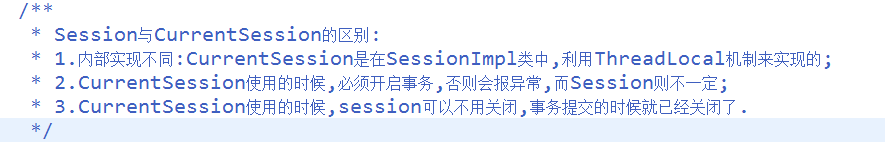 /**
* Session与CurrentSession的区别:
* 1.内部实现不同:CurrentSession是在SessionImpl类中,利用ThreadLocal机制来实现的;
* 2.CurrentSession使用的时候,必须开启事务,否则会报异常,而Session则不一定;
* 3.CurrentSession使用的时候,session可以不用关闭,事务提交的时候就已经关闭了.
*/